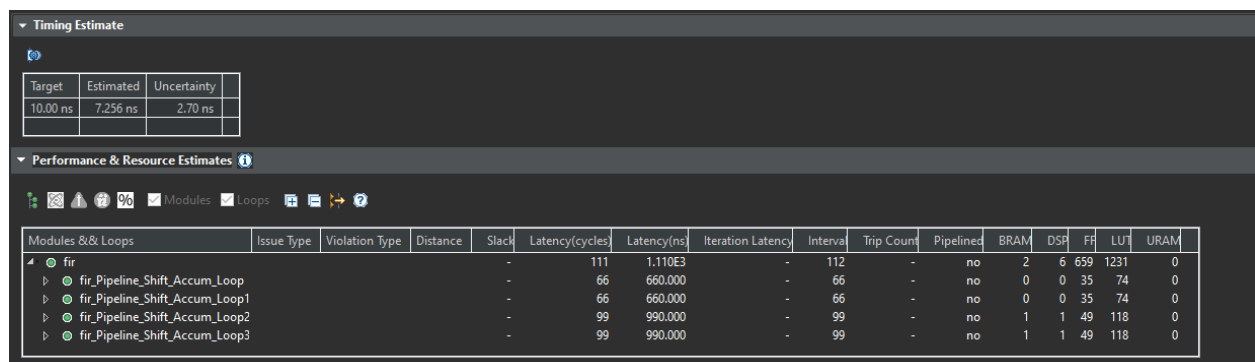 Timing Estimate
Target Estimated Uncertainty
10.00 ns 7.256 ns 2.70 ns
Performance & Resource Estimates
% Modules Loops
Modules && Loops Issue Type Violation Type Distance Slack Latency(cycles) Latency(ns) Iteration Latency Interval Trip Count Pipelined BRAM DSP FF LUT URAM
fir - 111 1.110E3 - 112 - no 2 6 659 1231 0
fir_Pipeline_Shift_Accum_Loop - 66 660.000 - 66 - no 0 0 35 74 0
fir_Pipeline_Shift_Accum_Loop1 - 66 660.000 - 66 - no 0 0 35 74 0
fir_Pipeline_Shift_Accum_Loop2 - 99 990.000 - 99 - no 1 1 49 118 0
fir_Pipeline_Shift_Accum_Loop3 - 99 990.000 - 99 - no 1 1 49 118 0